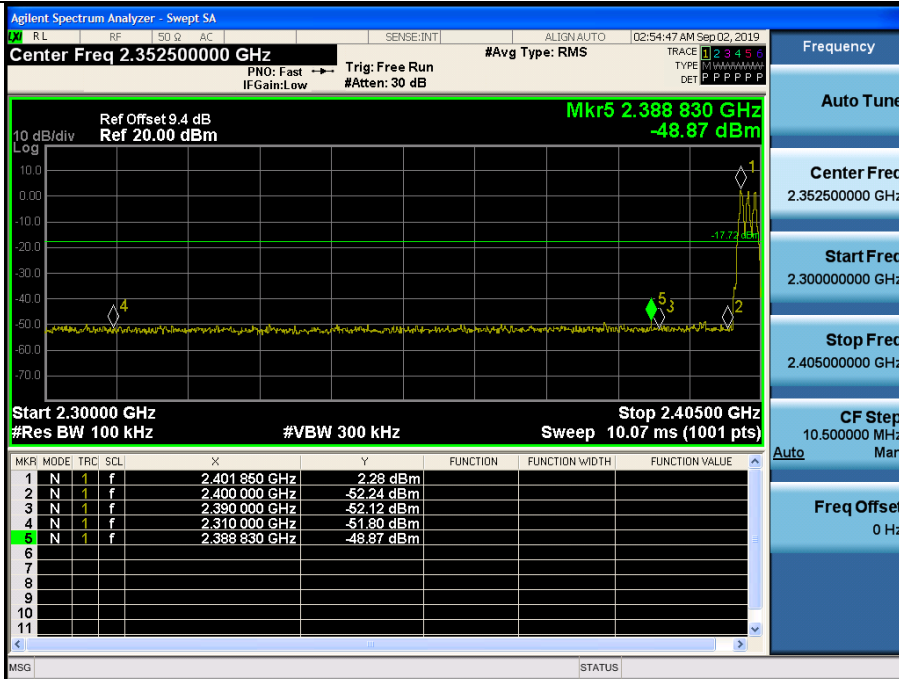 Agilent Spectrum Analyzer - Swept SA
LXI RL RF 50 Ω AC SENSE:INT ALIGN AUTO 02:54:47 AM Sep 02, 2019
Center Freq 2.352500000 GHz #Avg Type: RMS TRACE 1 2 3 4 5 6
PNO: Fast Trig: Free Run TYPE M WWWWW
IFGain:Low #Atten: 30 dB DET P P P P P P
Mkr5 2.388 830 GHz
-48.87 dBm
Ref Offset 9.4 dB
10 dB/div Ref 20.00 dBm
Log
10.0
0.00
-10.0
-20.0
-30.0
-40.0
-50.0
-60.0
-70.0
1
-17.72 dBm
4
5
3
2
Start 2.30000 GHz Stop 2.40500 GHz
#Res BW 100 kHz #VBW 300 kHz Sweep 10.07 ms (1001 pts)
MKR MODE TRC SCL X Y FUNCTION FUNCTION WIDTH FUNCTION VALUE
1 N 1 f 2.401 850 GHz 2.28 dBm
2 N 1 f 2.400 000 GHz -52.24 dBm
3 N 1 f 2.390 000 GHz -52.12 dBm
4 N 1 f 2.310 000 GHz -51.80 dBm
5 N 1 f 2.388 830 GHz -48.87 dBm
6
7
8
9
10
11
MSG STATUS
Frequency
Auto Tune
Center Freq
2.352500000 GHz
Start Freq
2.300000000 GHz
Stop Freq
2.405000000 GHz
CF Step
10.500000 MHz
Auto Man
Freq Offset
0 Hz